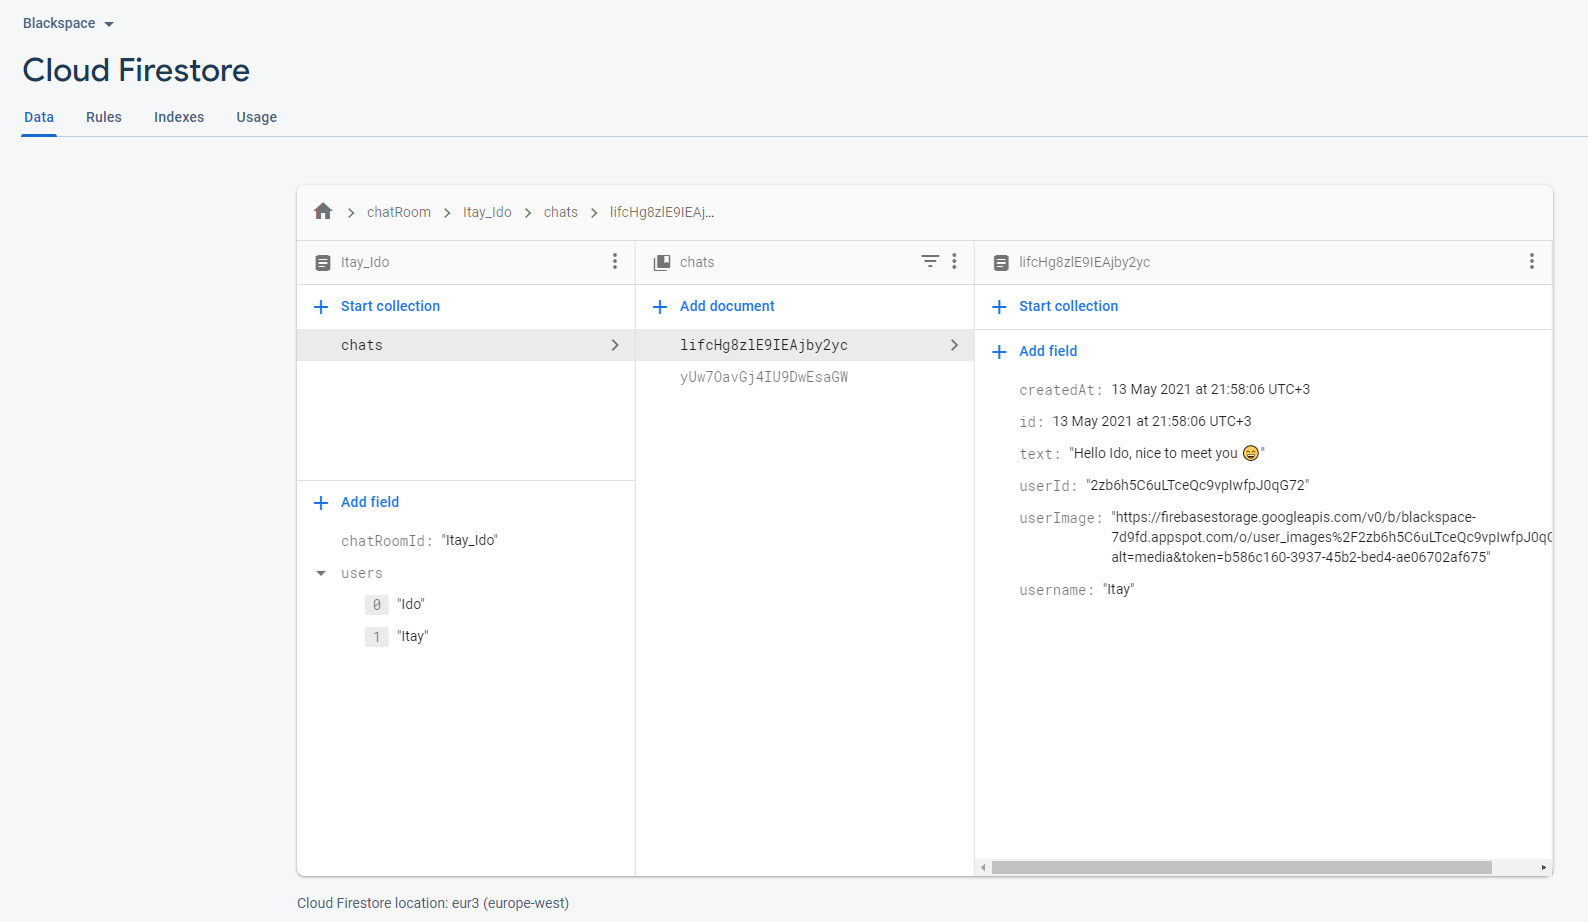 Blackspace
Cloud Firestore
Data Rules Indexes Usage
chatRoom Itay_Ido chats lifcHg8zlE9IEAj...
Itay_Ido
Start collection
chats
Add field
chatRoomId: "Itay_Ido"
users
0 "Ido"
1 "Itay"
chats
Add document
lifcHg8zlE9IEAjby2yc
yUw7OavGj4IU9DwEsaGW
lifcHg8zlE9IEAjby2yc
Start collection
Add field
createdAt: 13 May 2021 at 21:58:06 UTC+3
id: 13 May 2021 at 21:58:06 UTC+3
text: "Hello Ido, nice to meet you 😄"
userId: "2zb6h5C6uLTceQc9vpIwfpJ0qG72"
userImage: "https://firebasestorage.googleapis.com/v0/b/blackspace-
7d9fd.appspot.com/o/user_images%2F2zb6h5C6uLTceQc9vpIwfpJ0qG
alt=media&token=b586c160-3937-45b2-bed4-ae06702af675"
username: "Itay"
Cloud Firestore location: eur3 (europe-west)